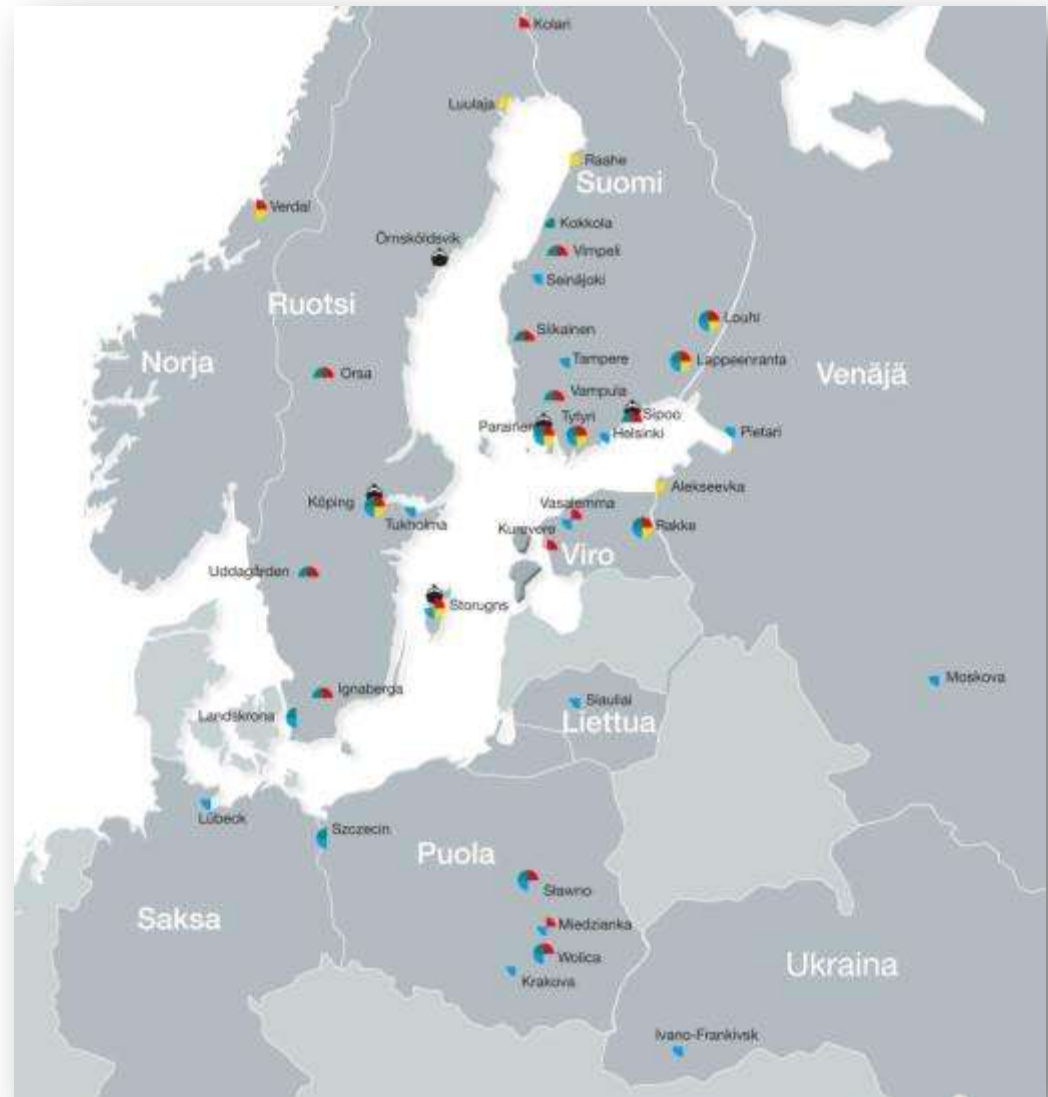 Kolari
Luulaja
Raahe
Suomi
Verdal
Kokkola
Örnsköldsvik
Vimpeli
Seinäjoki
Ruotsi
Louhi
Siikainen
Norja
Tampere
Lappeenranta
Venäjä
Orsa
Vampula
Sipoo
Tytyri
Parainen
Helsinki
Pietari
Alekseevka
Köping
Vasalemma
Tukholma
Kurevere
Rakke
Viro
Uddagården
Storugns
Moskova
Ignaberga
Siauliai
Landskrona
Liettua
Lübeck
Szczecin
Puola
Sławno
Saksa
Miedzianka
Wolica
Ukraina
Krakova
Ivano-Frankivsk